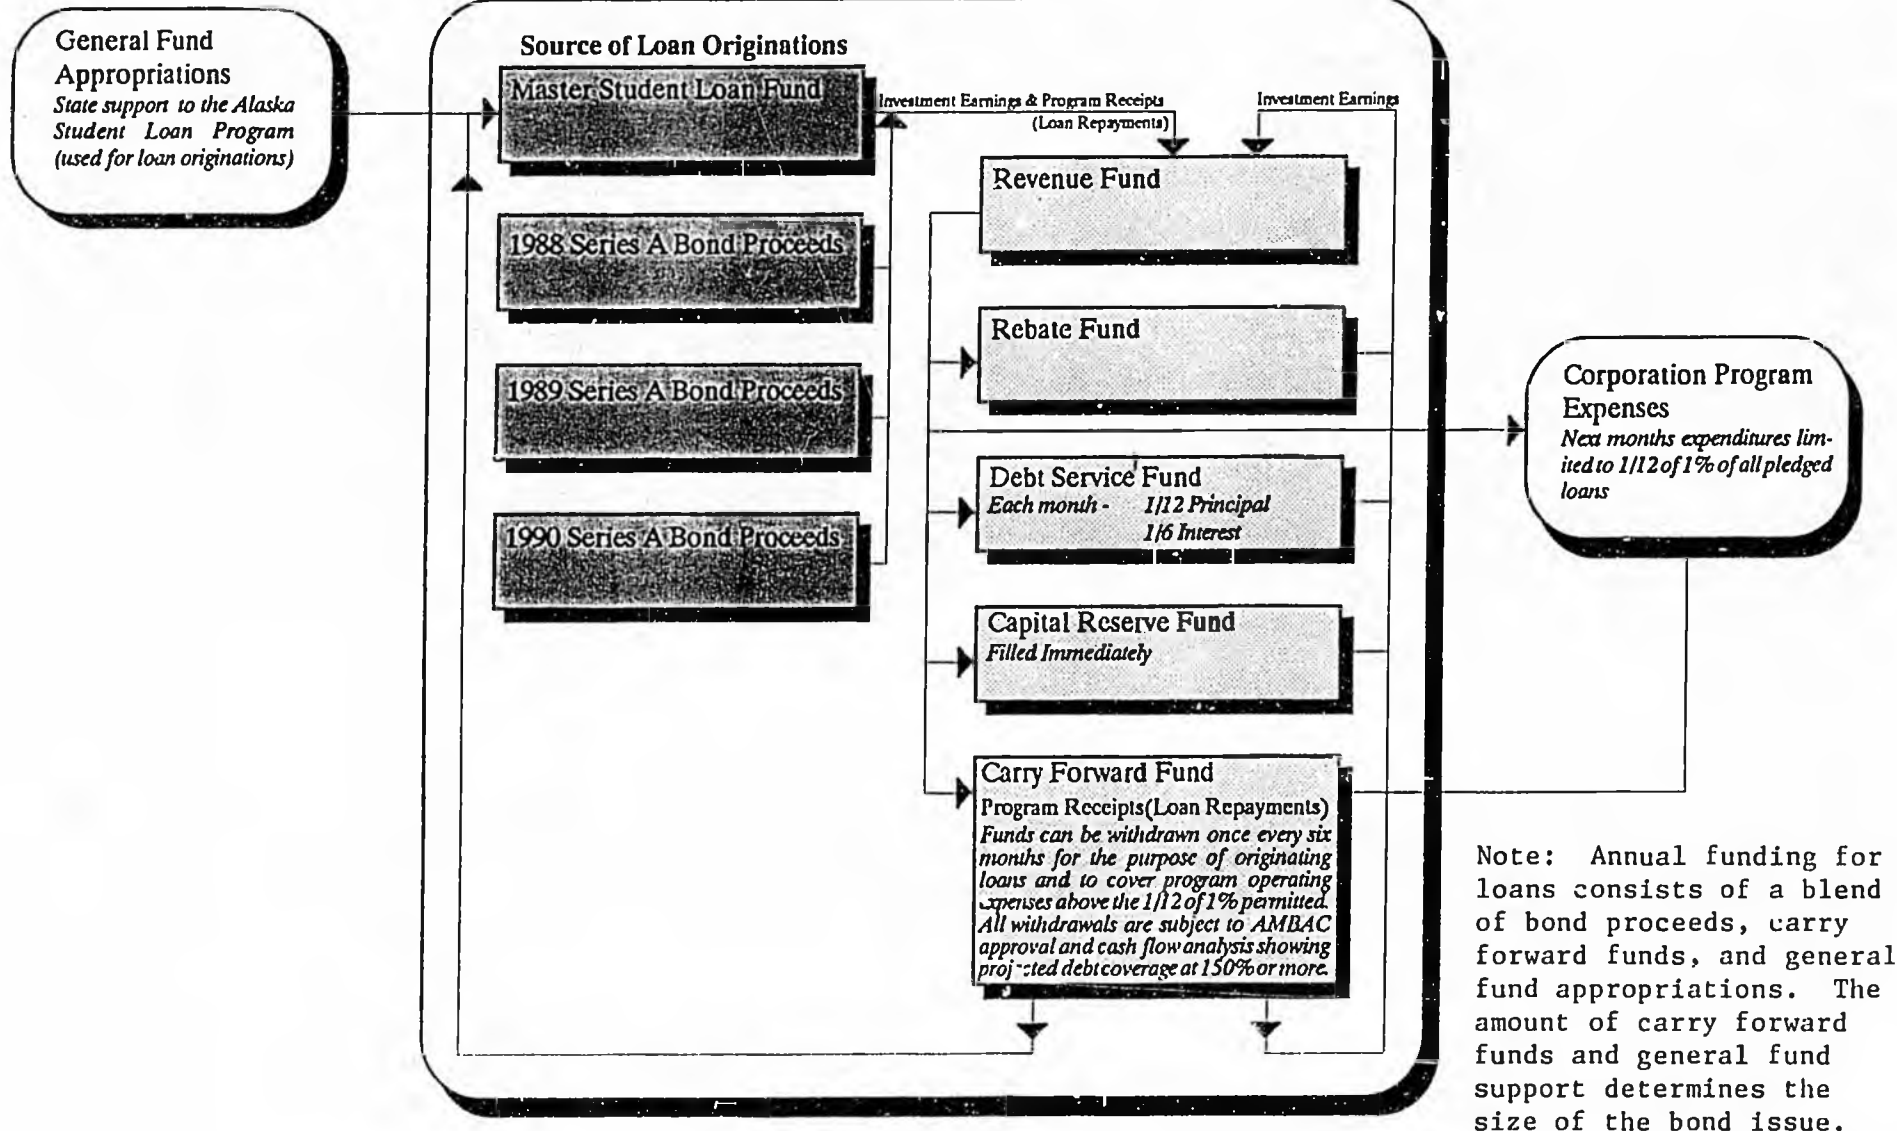 General Fund
Appropriations
State support to the Alaska
Student Loan Program
(used for loan originations)
Source of Loan Originations
Master Student Loan Fund
1988 Series A Bond Proceeds
1989 Series A Bond Proceeds
1990 Series A Bond Proceeds
Investment Earnings & Program Receipts
(Loan Repayments)
Investment Earnings
Revenue Fund
Rebate Fund
Debt Service Fund
Each month - 1/12 Principal
1/6 Interest
Capital Reserve Fund
Filled Immediately
Carry Forward Fund
Program Receipts(Loan Repayments)
Funds can be withdrawn once every six
months for the purpose of originating
loans and to cover program operating
expenses above the 1/12 of 1% permitted.
All withdrawals are subject to AMBAC
approval and cash flow analysis showing
projected debt coverage at 150% or more.
Corporation Program
Expenses
Next months expenditures lim-
ited to 1/12 of 1% of all pledged
loans
Note: Annual funding for
loans consists of a blend
of bond proceeds, carry
forward funds, and general
fund appropriations. The
amount of carry forward
funds and general fund
support determines the
size of the bond issue.